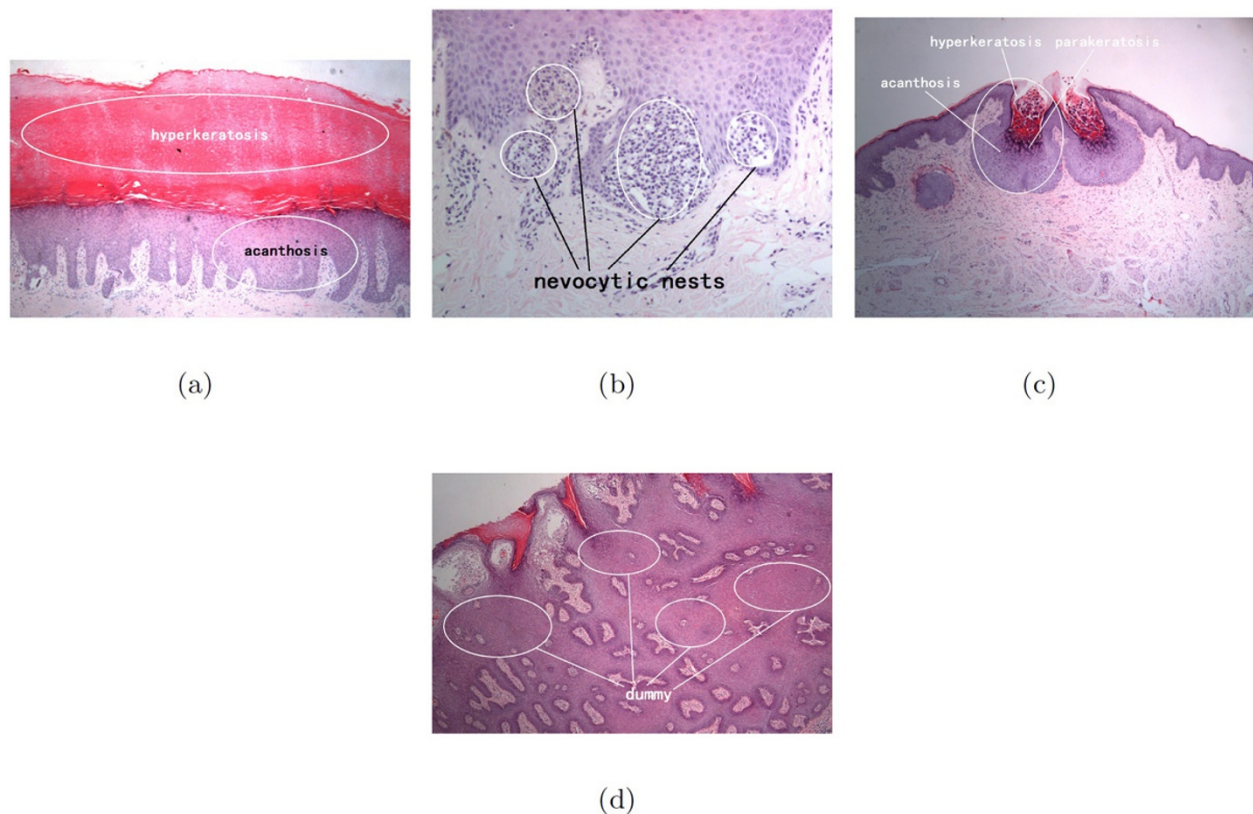 hyperkeratosis
acanthosis
(a)
nevocytic nests
(b)
hyperkeratosis parakeratosis
acanthosis
(c)
dummy
(d)